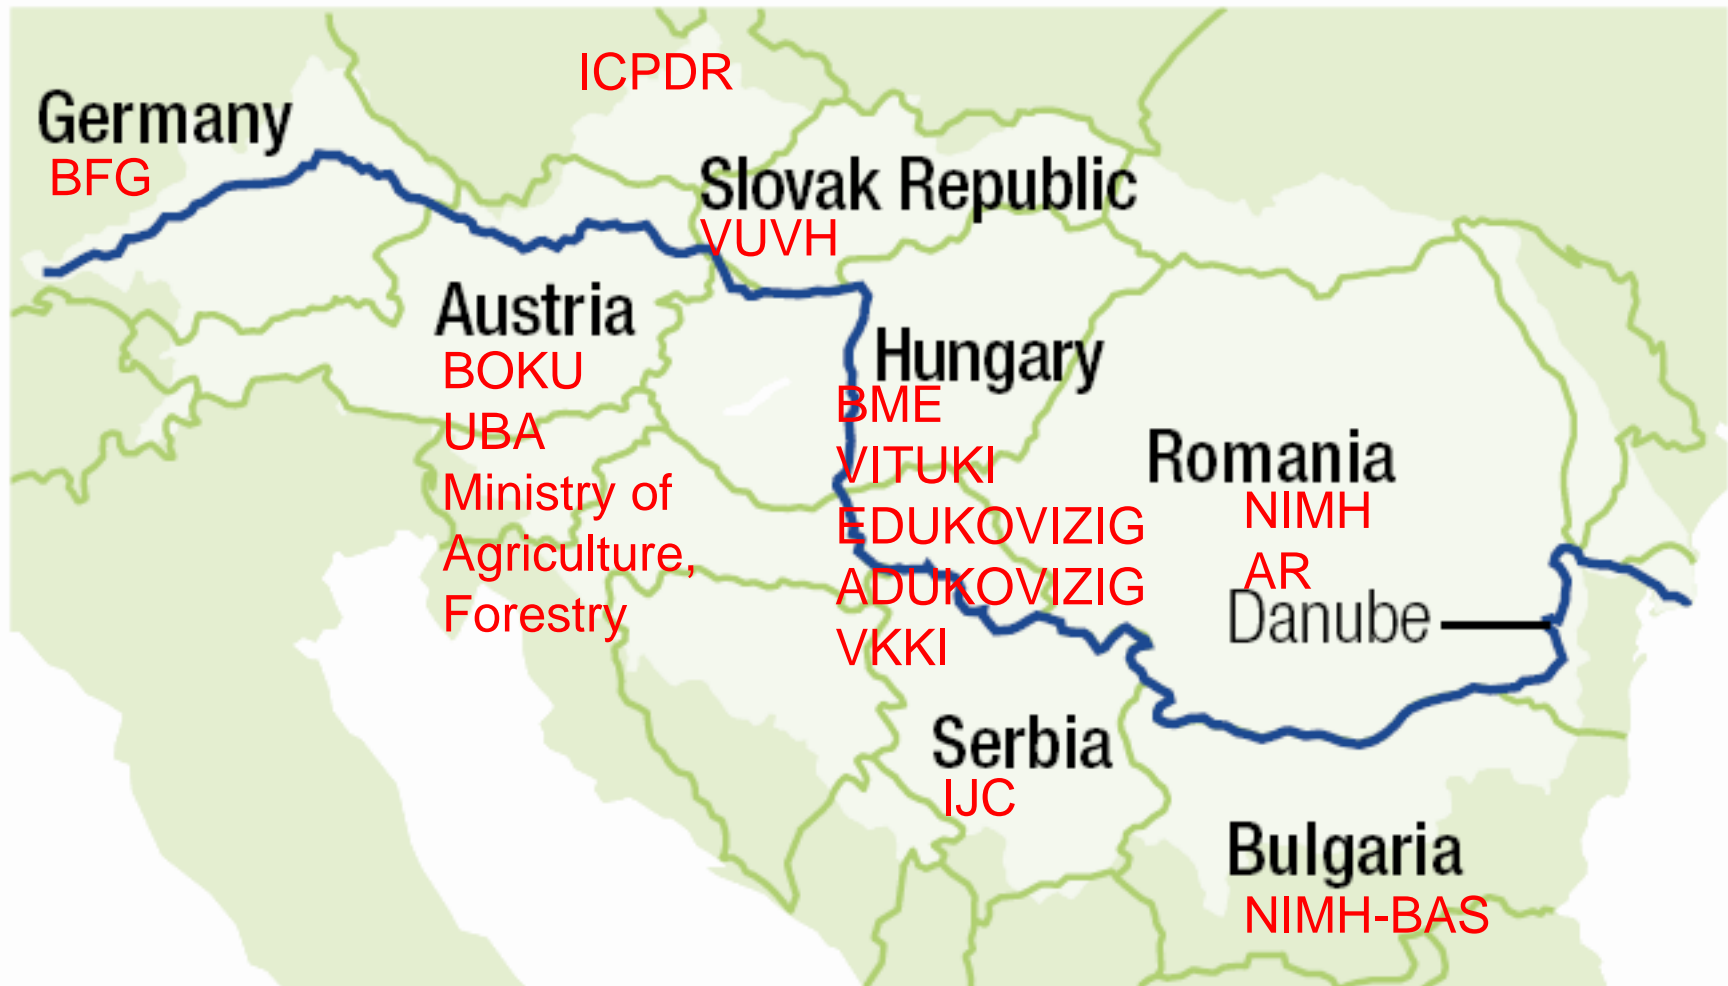 ICPDR
Germany
BFG
Slovak Republic
VUVH
Austria
BOKU
UBA
Ministry of
Agriculture,
Forestry
Hungary
BME
VITUKI
EDUKOVIZIG
ADUKOVIZIG
VKKI
Romania
NIMH
AR
Danube
Serbia
IJC
Bulgaria
NIMH-BAS